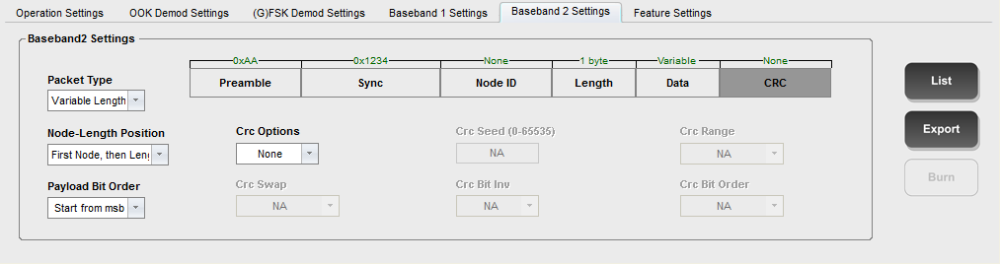 Operation Settings OOK Demod Settings (G)FSK Demod Settings Baseband 1 Settings Baseband 2 Settings Feature Settings
Baseband2 Settings
0xAA 0x1234 None 1 byte Variable None
Preamble Sync Node ID Length Data CRC
Packet Type
Variable Length
Node-Length Position
First Node, then Leng
Payload Bit Order
Start from msb
Crc Options
None
Crc Seed (0-65535)
NA
Crc Range
NA
Crc Swap
NA
Crc Bit Inv
NA
Crc Bit Order
NA
List
Export
Burn